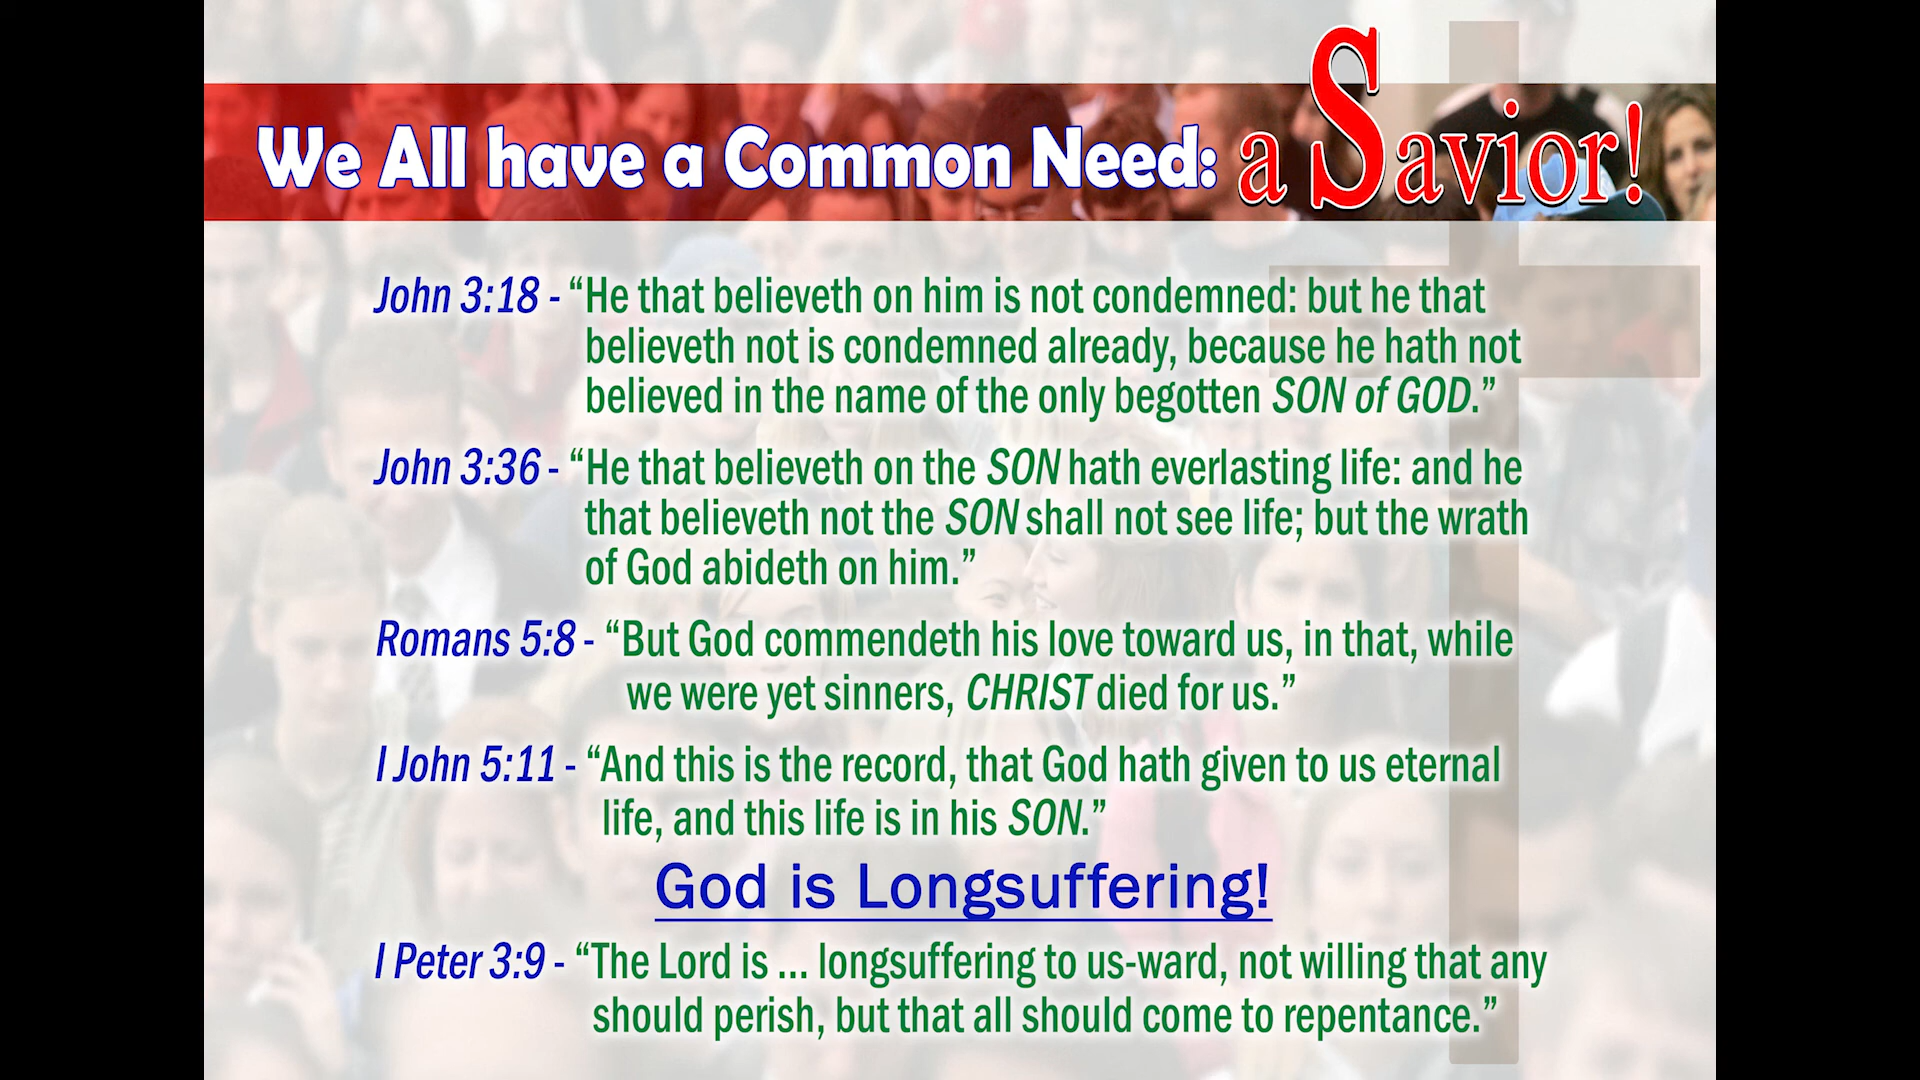 We All have a Common Need: a Savior!
John 3:18 - “He that believeth on him is not condemned: but he that
believeth not is condemned already, because he hath not
believed in the name of the only begotten SON of GOD.”
John 3:36 - “He that believeth on the SON hath everlasting life: and he
that believeth not the SON shall not see life; but the wrath
of God abideth on him.”
Romans 5:8 - “But God commendeth his love toward us, in that, while
we were yet sinners, CHRIST died for us.”
I John 5:11 - “And this is the record, that God hath given to us eternal
life, and this life is in his SON.”
God is Longsuffering!
I Peter 3:9 - “The Lord is ... longsuffering to us-ward, not willing that any
should perish, but that all should come to repentance.”